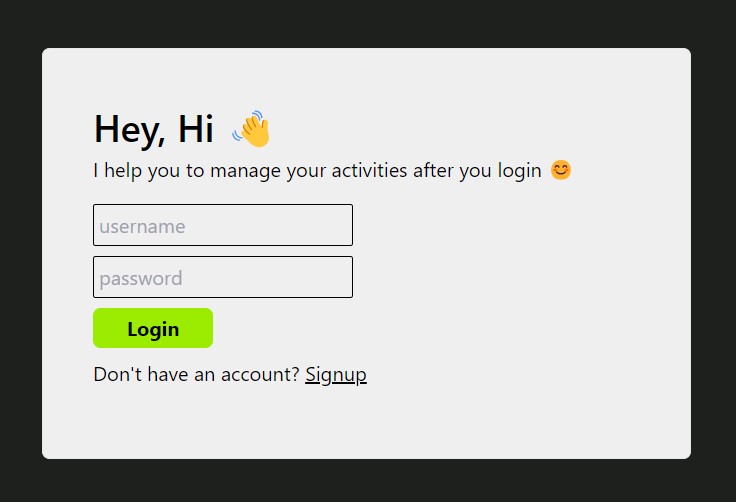 Hey, Hi 👋
I help you to manage your activities after you login 😊
username
password
Login
Don't have an account? Signup